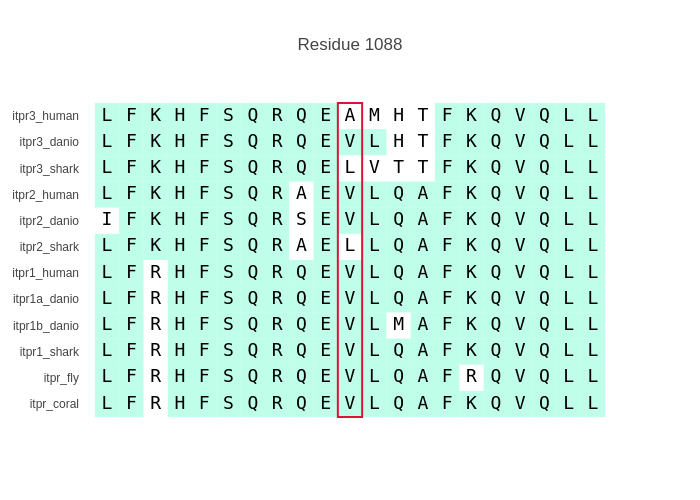 Residue 1088
itpr3_human L F K H F S Q R Q E A M H T F K Q V Q L L
itpr3_danio L F K H F S Q R Q E V L H T F K Q V Q L L
itpr3_shark L F K H F S Q R Q E L V T T F K Q V Q L L
itpr2_human L F K H F S Q R A E V L Q A F K Q V Q L L
itpr2_danio I F K H F S Q R S E V L Q A F K Q V Q L L
itpr2_shark L F K H F S Q R A E L L Q A F K Q V Q L L
itpr1_human L F R H F S Q R Q E V L Q A F K Q V Q L L
itpr1a_danio L F R H F S Q R Q E V L Q A F K Q V Q L L
itpr1b_danio L F R H F S Q R Q E V L M A F K Q V Q L L
itpr1_shark L F R H F S Q R Q E V L Q A F K Q V Q L L
itpr_fly L F R H F S Q R Q E V L Q A F R Q V Q L L
itpr_coral L F R H F S Q R Q E V L Q A F K Q V Q L L